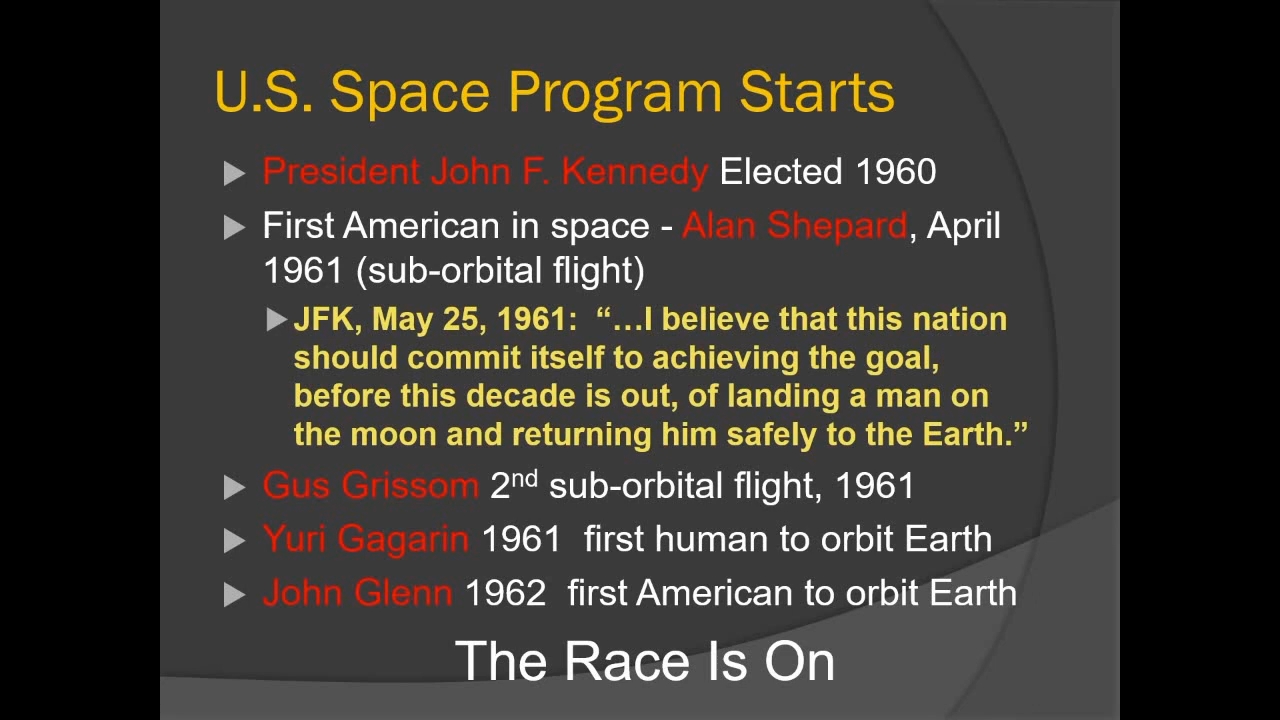 U.S. Space Program Starts
President John F. Kennedy Elected 1960
First American in space - Alan Shepard, April
1961 (sub-orbital flight)
JFK, May 25, 1961:  “…I believe that this nation
should commit itself to achieving the goal,
before this decade is out, of landing a man on
the moon and returning him safely to the Earth.”
Gus Grissom 2nd sub-orbital flight, 1961
Yuri Gagarin 1961  first human to orbit Earth
John Glenn 1962  first American to orbit Earth
The Race Is On